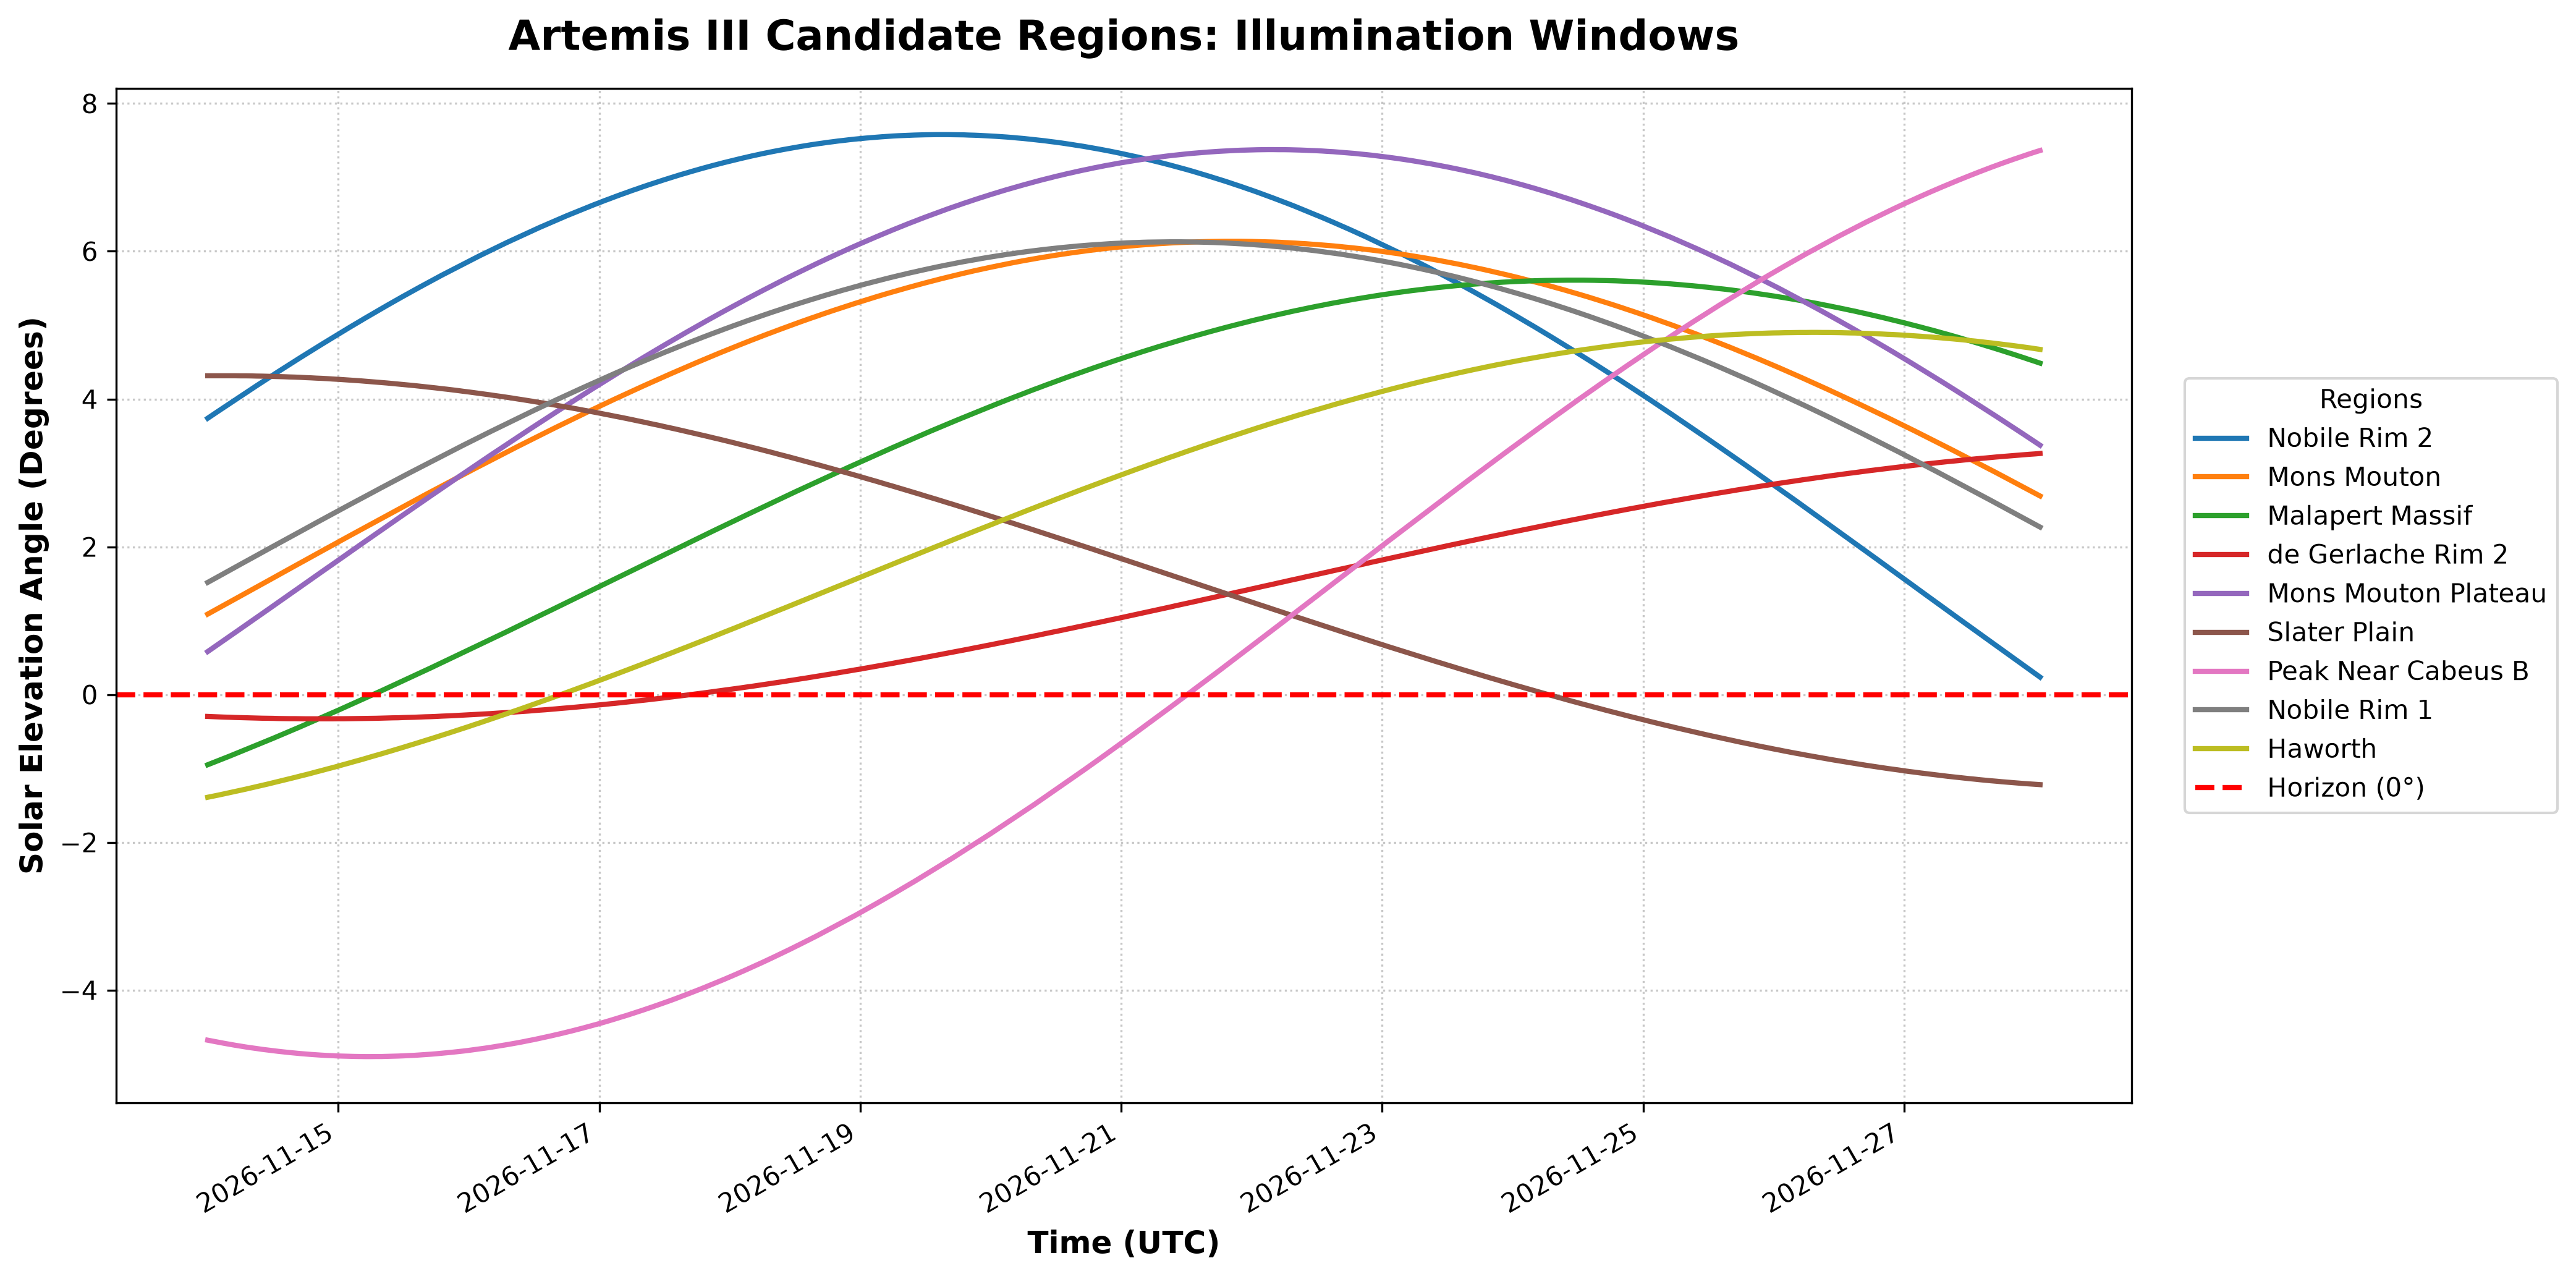 Artemis III Candidate Regions: Illumination Windows
Solar Elevation Angle (Degrees)
8
6
4
2
0
−2
−4
2026-11-15
2026-11-17
2026-11-19
2026-11-21
2026-11-23
2026-11-25
2026-11-27
Time (UTC)
Regions
Nobile Rim 2
Mons Mouton
Malapert Massif
de Gerlache Rim 2
Mons Mouton Plateau
Slater Plain
Peak Near Cabeus B
Nobile Rim 1
Haworth
Horizon (0°)